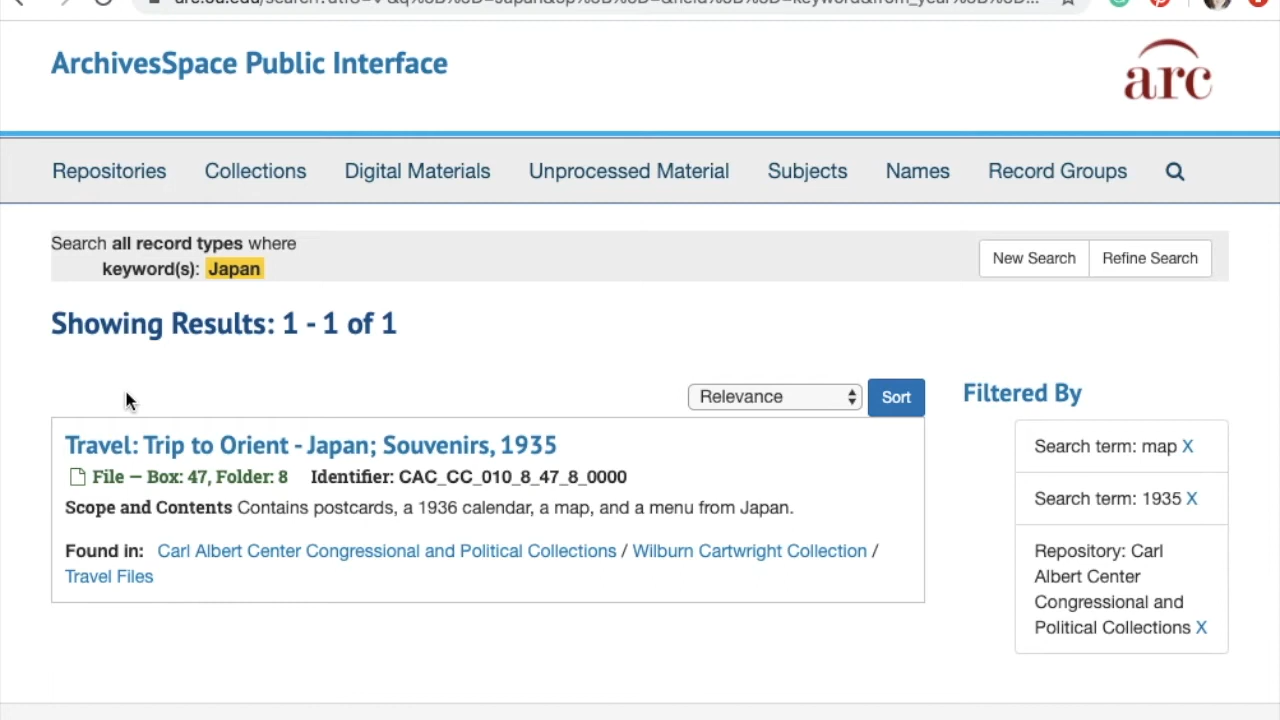 ArchivesSpace Public Interface
arc
Repositories Collections Digital Materials Unprocessed Material Subjects Names Record Groups
Search all record types where
keyword(s): Japan
New Search Refine Search
Showing Results: 1 - 1 of 1
Relevance Sort
Travel: Trip to Orient - Japan; Souvenirs, 1935
File — Box: 47, Folder: 8 Identifier: CAC_CC_010_8_47_8_0000
Scope and Contents Contains postcards, a 1936 calendar, a map, and a menu from Japan.
Found in: Carl Albert Center Congressional and Political Collections / Wilburn Cartwright Collection /
Travel Files
Filtered By
Search term: map X
Search term: 1935 X
Repository: Carl
Albert Center
Congressional and
Political Collections X